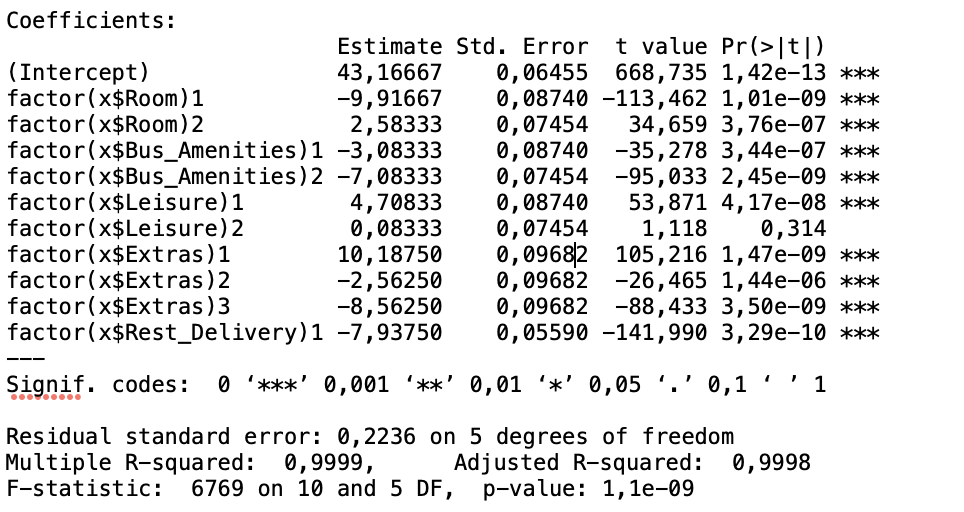 Coefficients:
Estimate Std. Error t value Pr(>|t|)
(Intercept) 43,16667 0,06455 668,735 1,42e-13 ***
factor(x$Room)1 -9,91667 0,08740 -113,462 1,01e-09 ***
factor(x$Room)2 2,58333 0,07454 34,659 3,76e-07 ***
factor(x$Bus_Amenities)1 -3,08333 0,08740 -35,278 3,44e-07 ***
factor(x$Bus_Amenities)2 -7,08333 0,07454 -95,033 2,45e-09 ***
factor(x$Leisure)1 4,70833 0,08740 53,871 4,17e-08 ***
factor(x$Leisure)2 0,08333 0,07454 1,118 0,314
factor(x$Extras)1 10,18750 0,09682 105,216 1,47e-09 ***
factor(x$Extras)2 -2,56250 0,09682 -26,465 1,44e-06 ***
factor(x$Extras)3 -8,56250 0,09682 -88,433 3,50e-09 ***
factor(x$Rest_Delivery)1 -7,93750 0,05590 -141,990 3,29e-10 ***
---
Signif. codes: 0 ‘***’ 0,001 ‘**’ 0,01 ‘*’ 0,05 ‘.’ 0,1 ‘ ’ 1
Residual standard error: 0,2236 on 5 degrees of freedom
Multiple R-squared: 0,9999, Adjusted R-squared: 0,9998
F-statistic: 6769 on 10 and 5 DF, p-value: 1,1e-09